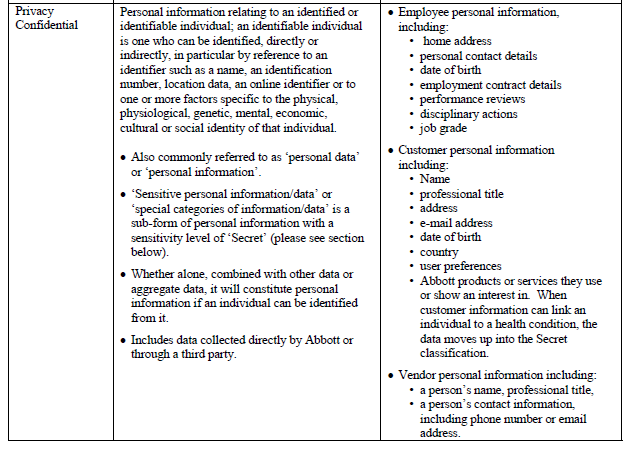 Privacy
Confidential
Personal information relating to an identified or
identifiable individual; an identifiable individual
is one who can be identified, directly or
indirectly, in particular by reference to an
identifier such as a name, an identification
number, location data, an online identifier or to
one or more factors specific to the physical,
physiological, genetic, mental, economic,
cultural or social identity of that individual.
• Also commonly referred to as ‘personal data’
or ‘personal information’.
• ‘Sensitive personal information/data’ or
‘special categories of information/data’ is a
sub-form of personal information with a
sensitivity level of ‘Secret’ (please see section
below).
• Whether alone, combined with other data or
aggregate data, it will constitute personal
information if an individual can be identified
from it.
• Includes data collected directly by Abbott or
through a third party.
• Employee personal information,
including:
• home address
• personal contact details
• date of birth
• employment contract details
• performance reviews
• disciplinary actions
• job grade
• Customer personal information
including:
• Name
• professional title
• address
• e-mail address
• date of birth
• country
• user preferences
• Abbott products or services they use
or show an interest in. When
customer information can link an
individual to a health condition, the
data moves up into the Secret
classification.
• Vendor personal information including:
• a person’s name, professional title,
• a person’s contact information,
including phone number or email
address.